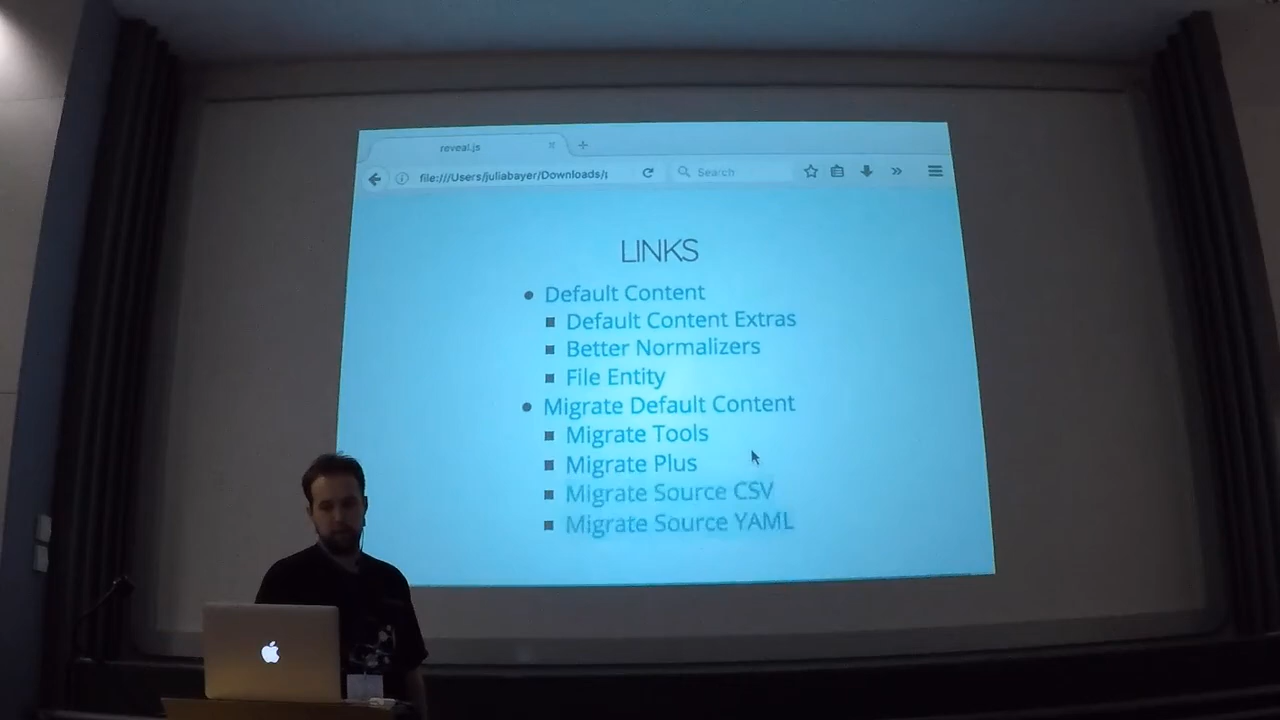 reveal.js
file:///Users/juliabayer/Downloads/
Search
LINKS
Default Content
Default Content Extras
Better Normalizers
File Entity
Migrate Default Content
Migrate Tools
Migrate Plus
Migrate Source CSV
Migrate Source YAML